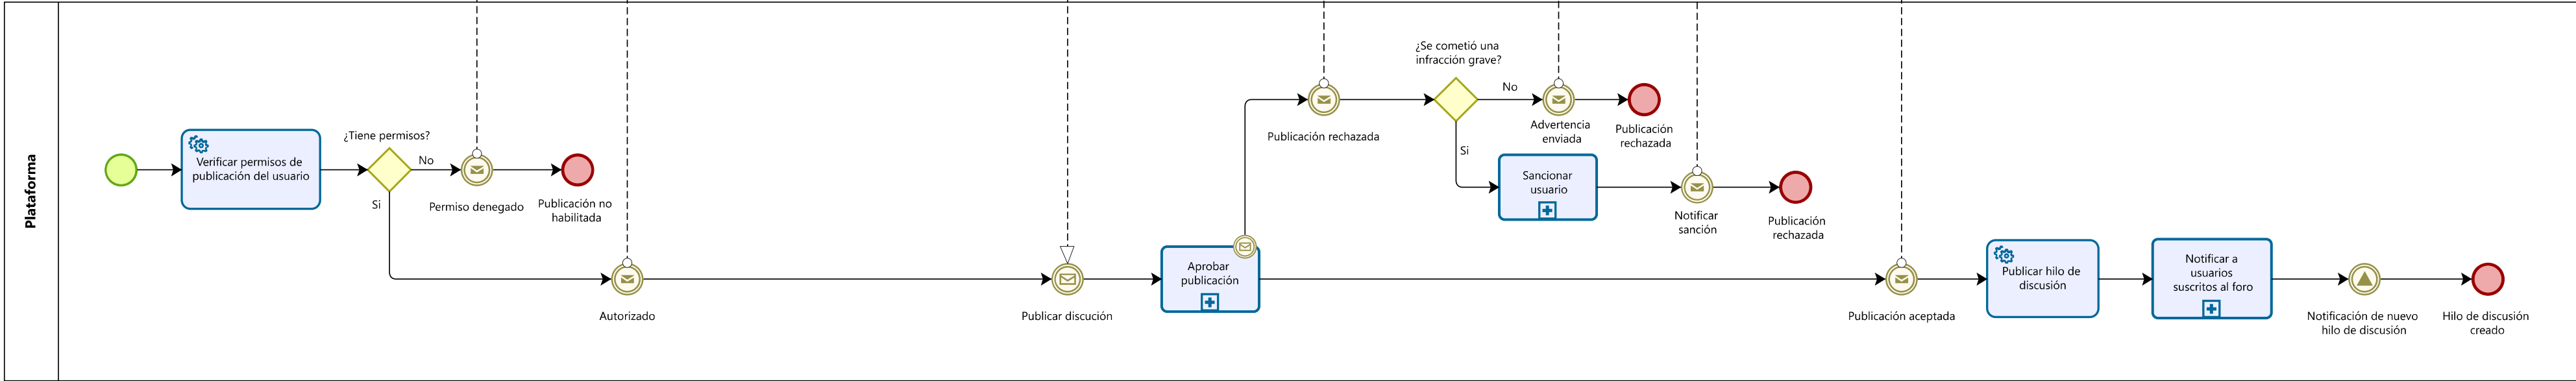 Plataforma
Verificar permisos de
publicación del usuario
¿Tiene permisos?
No
Si
Permiso denegado
Publicación no
habilitada
Autorizado
Publicar discución
Aprobar
publicación
Publicación rechazada
¿Se cometió una
infracción grave?
No
Si
Advertencia
enviada
Publicación
rechazada
Sancionar
usuario
Notificar
sanción
Publicación
rechazada
Publicación aceptada
Publicar hilo de
discusión
Notificar a
usuarios
suscritos al foro
Notificación de nuevo
hilo de discusión
Hilo de discusión
creado